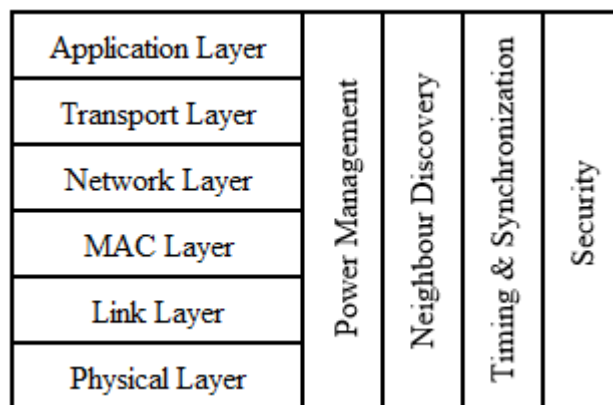 Application Layer
Transport Layer
Network Layer
MAC Layer
Link Layer
Physical Layer
Power Management
Neighbour Discovery
Timing & Synchronization
Security